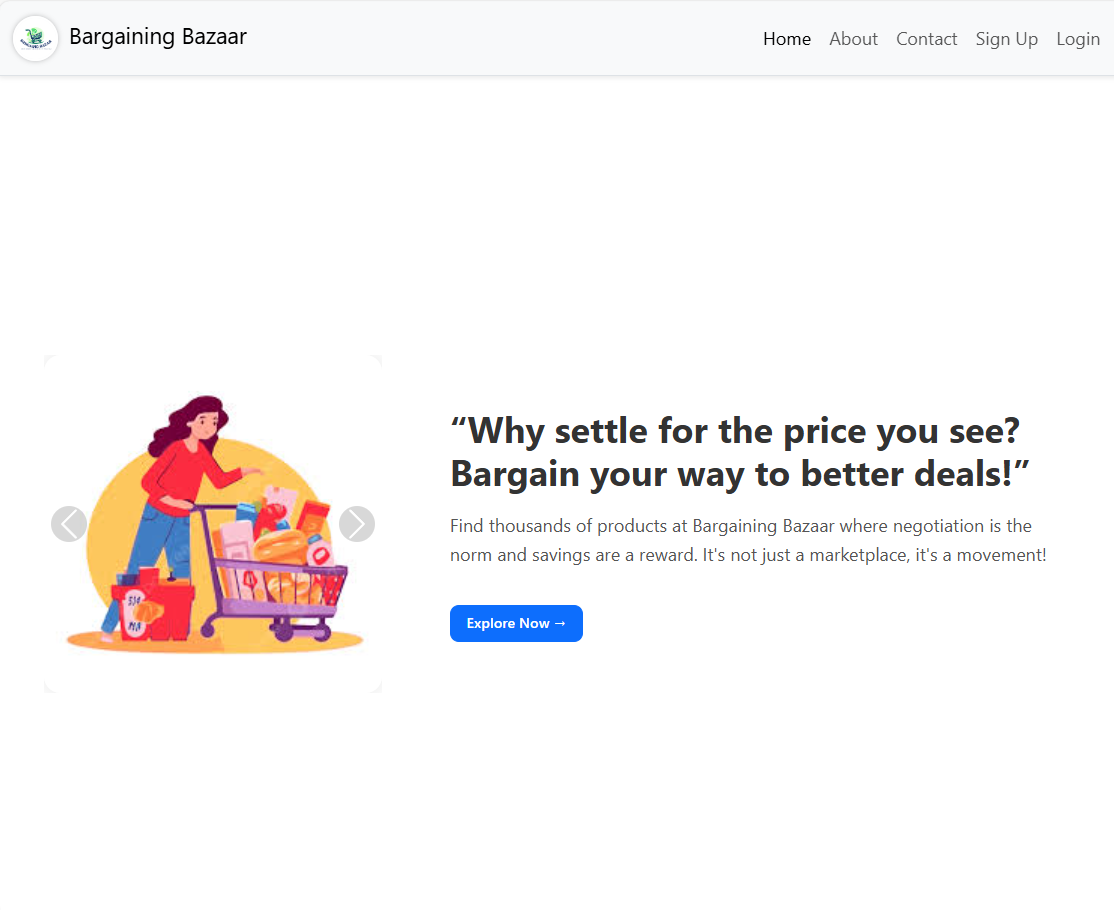 Bargaining Bazaar
Home About Contact Sign Up Login
“Why settle for the price you see?
Bargain your way to better deals!”
Find thousands of products at Bargaining Bazaar where negotiation is the
norm and savings are a reward. It's not just a marketplace, it's a movement!
Explore Now →